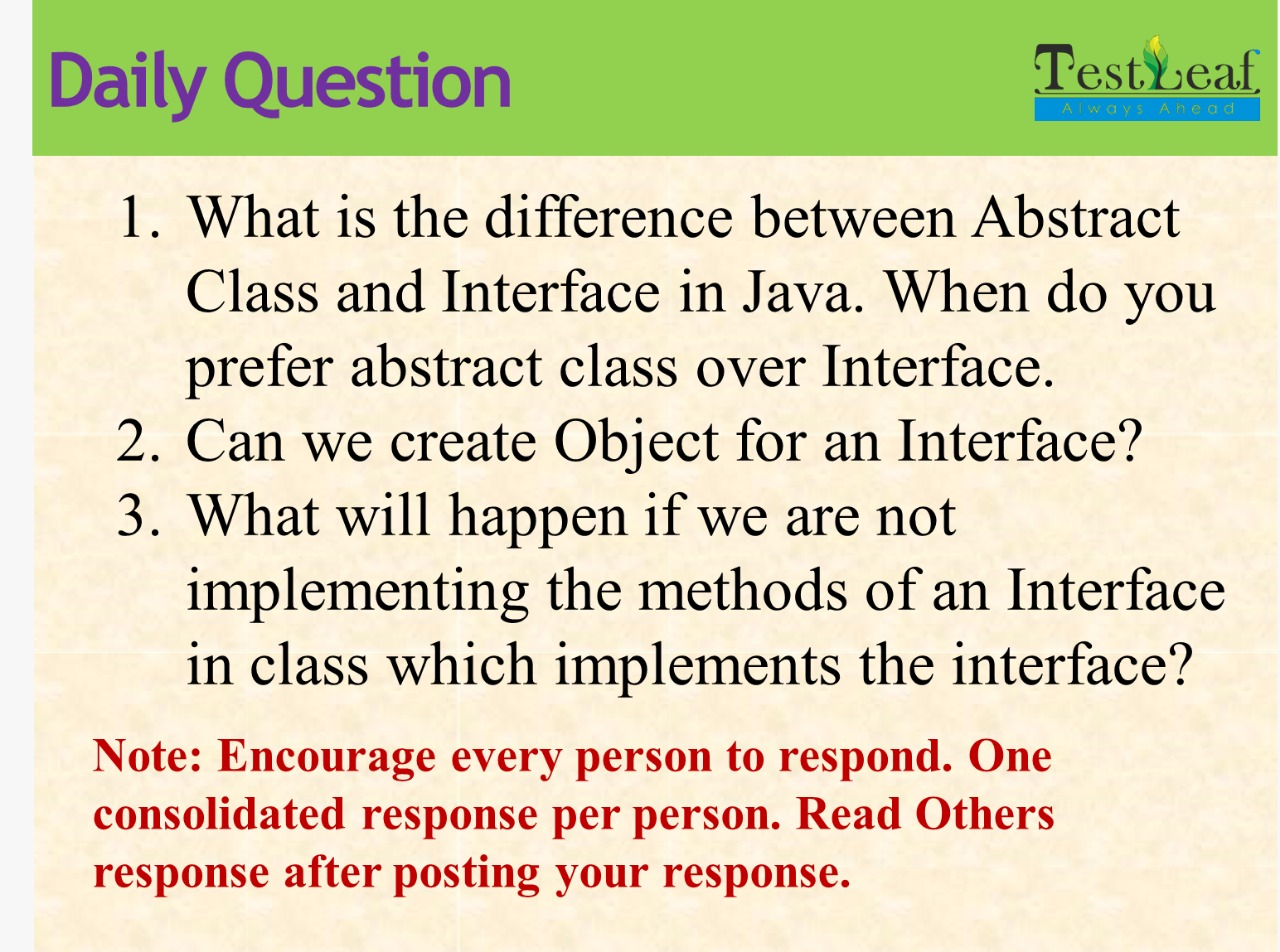 Daily Question
TestLeaf
Always Ahead
1. What is the difference between Abstract
Class and Interface in Java. When do you
prefer abstract class over Interface.
2. Can we create Object for an Interface?
3. What will happen if we are not
implementing the methods of an Interface
in class which implements the interface?
Note: Encourage every person to respond. One
consolidated response per person. Read Others
response after posting your response.